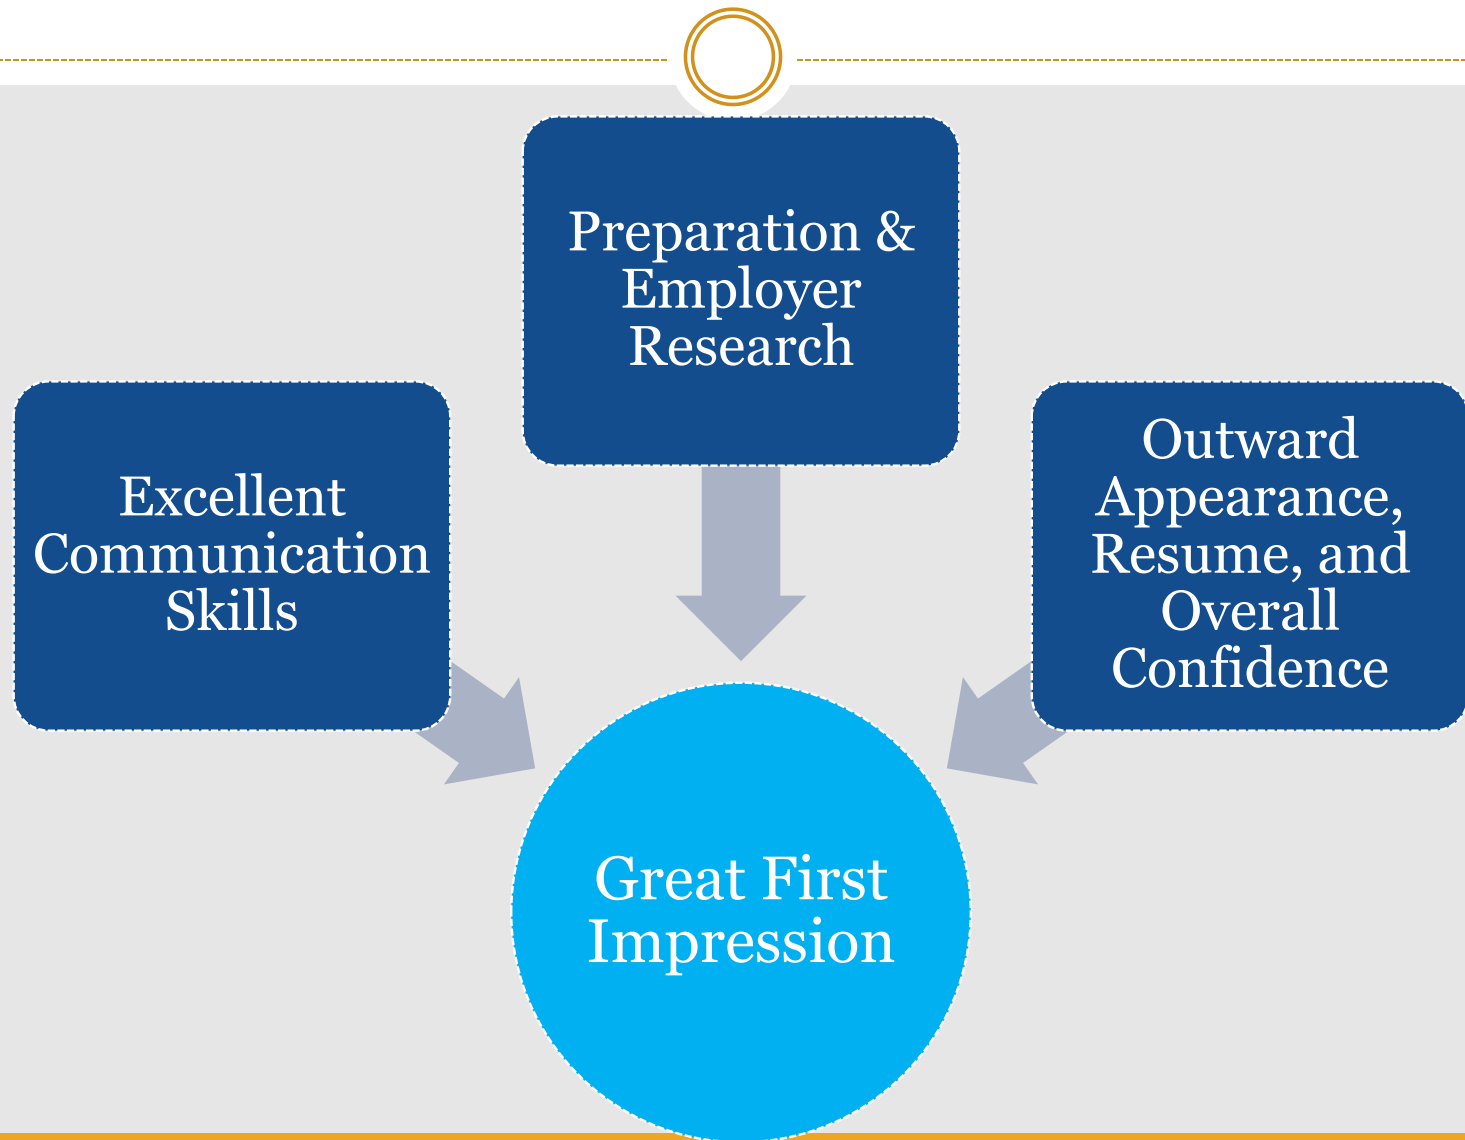 Preparation &
Employer
Research
Excellent
Communication
Skills
Outward
Appearance,
Resume, and
Overall
Confidence
Great First
Impression